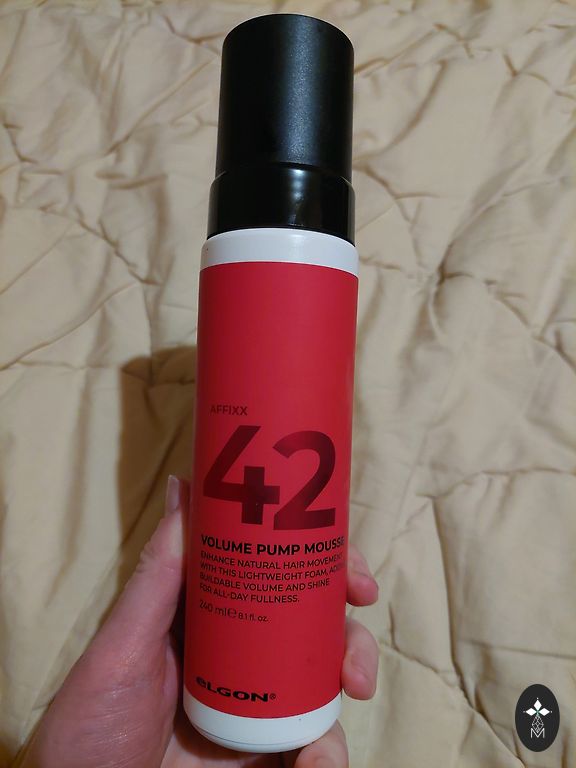 AFFIXX
42
VOLUME PUMP MOUSSE
ENHANCE NATURAL HAIR MOVEMENT
WITH THIS LIGHTWEIGHT FOAM, ADDING
BUILDABLE VOLUME AND SHINE
FOR ALL-DAY FULLNESS.
240 ml℮ 8.1 fl. oz.
eLGON®